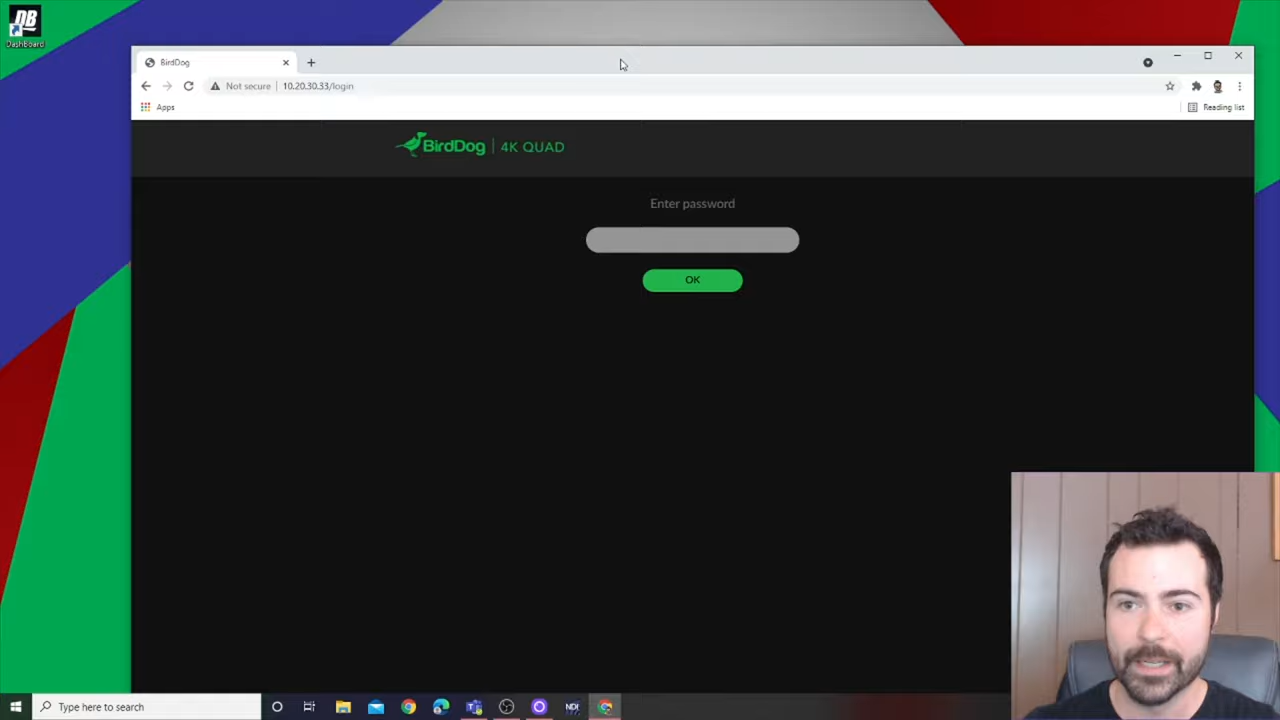 DB
Dashboard
BirdDog
Not secure
10.20.30.33/login
Apps
Reading list
BirdDog | 4K QUAD
Enter password
OK
Type here to search
NDI